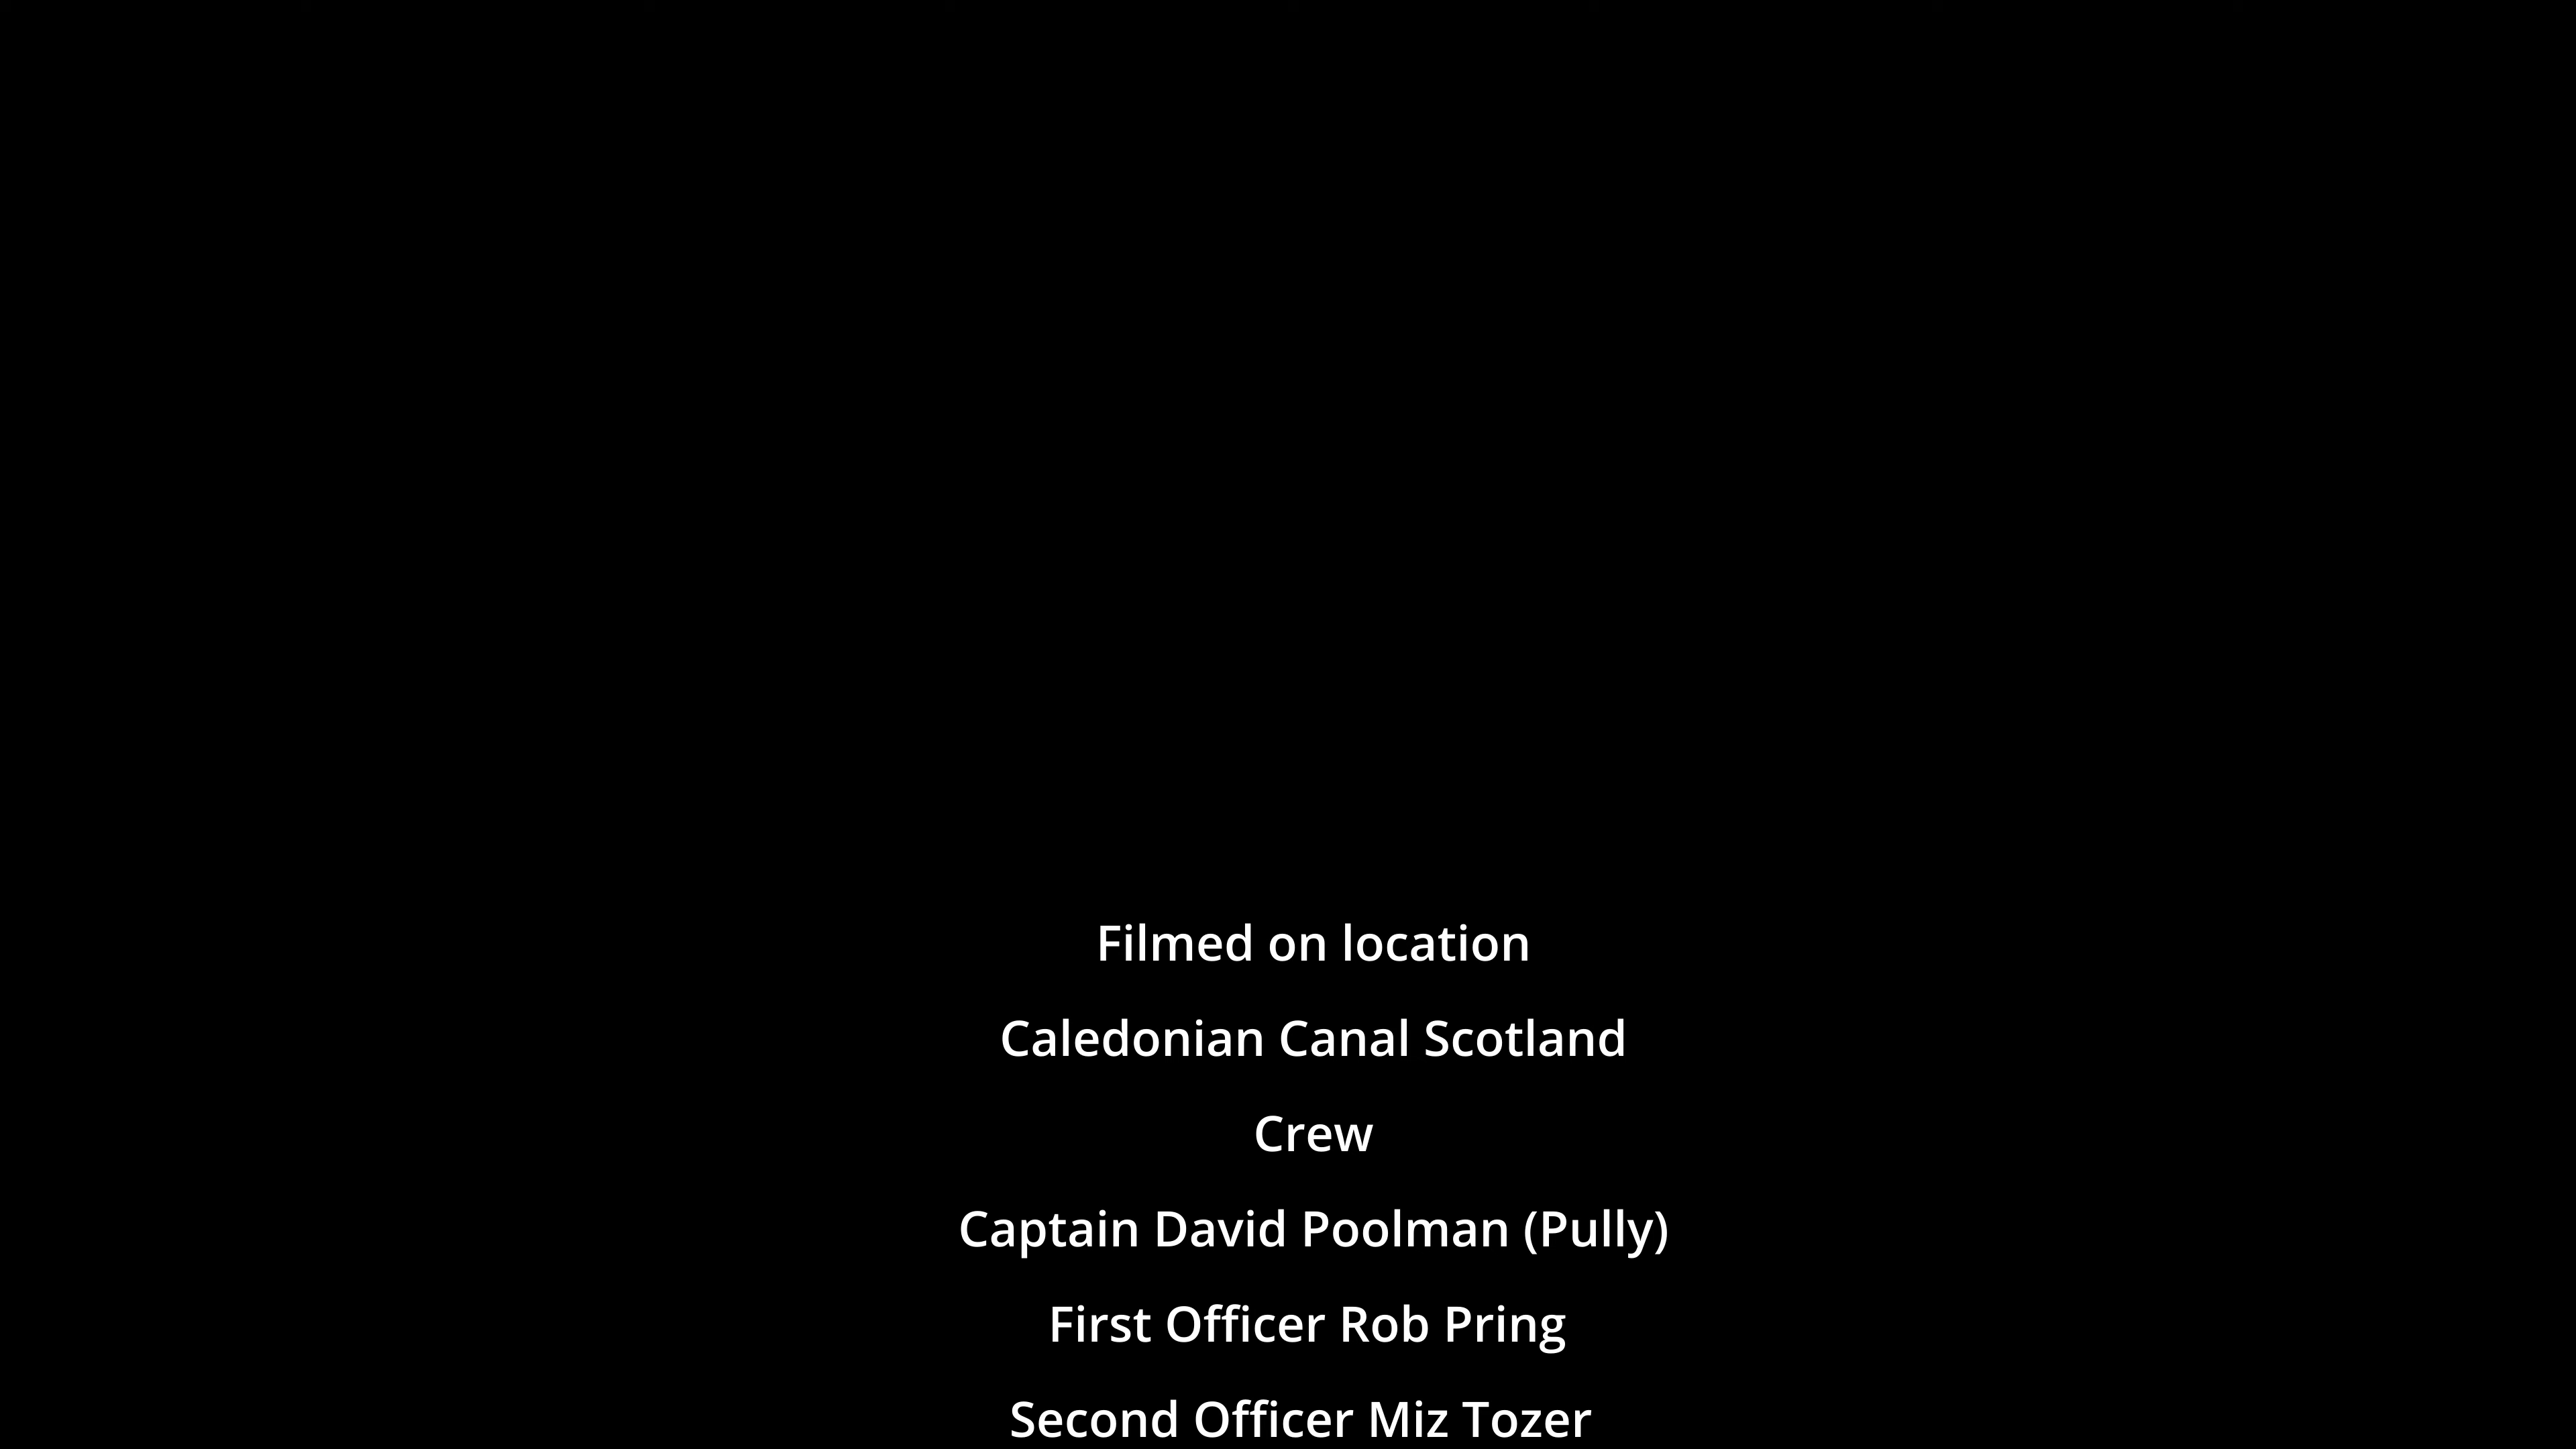 Filmed on location
Caledonian Canal Scotland
Crew
Captain David Poolman (Pully)
First Officer Rob Pring
Second Officer Miz Tozer